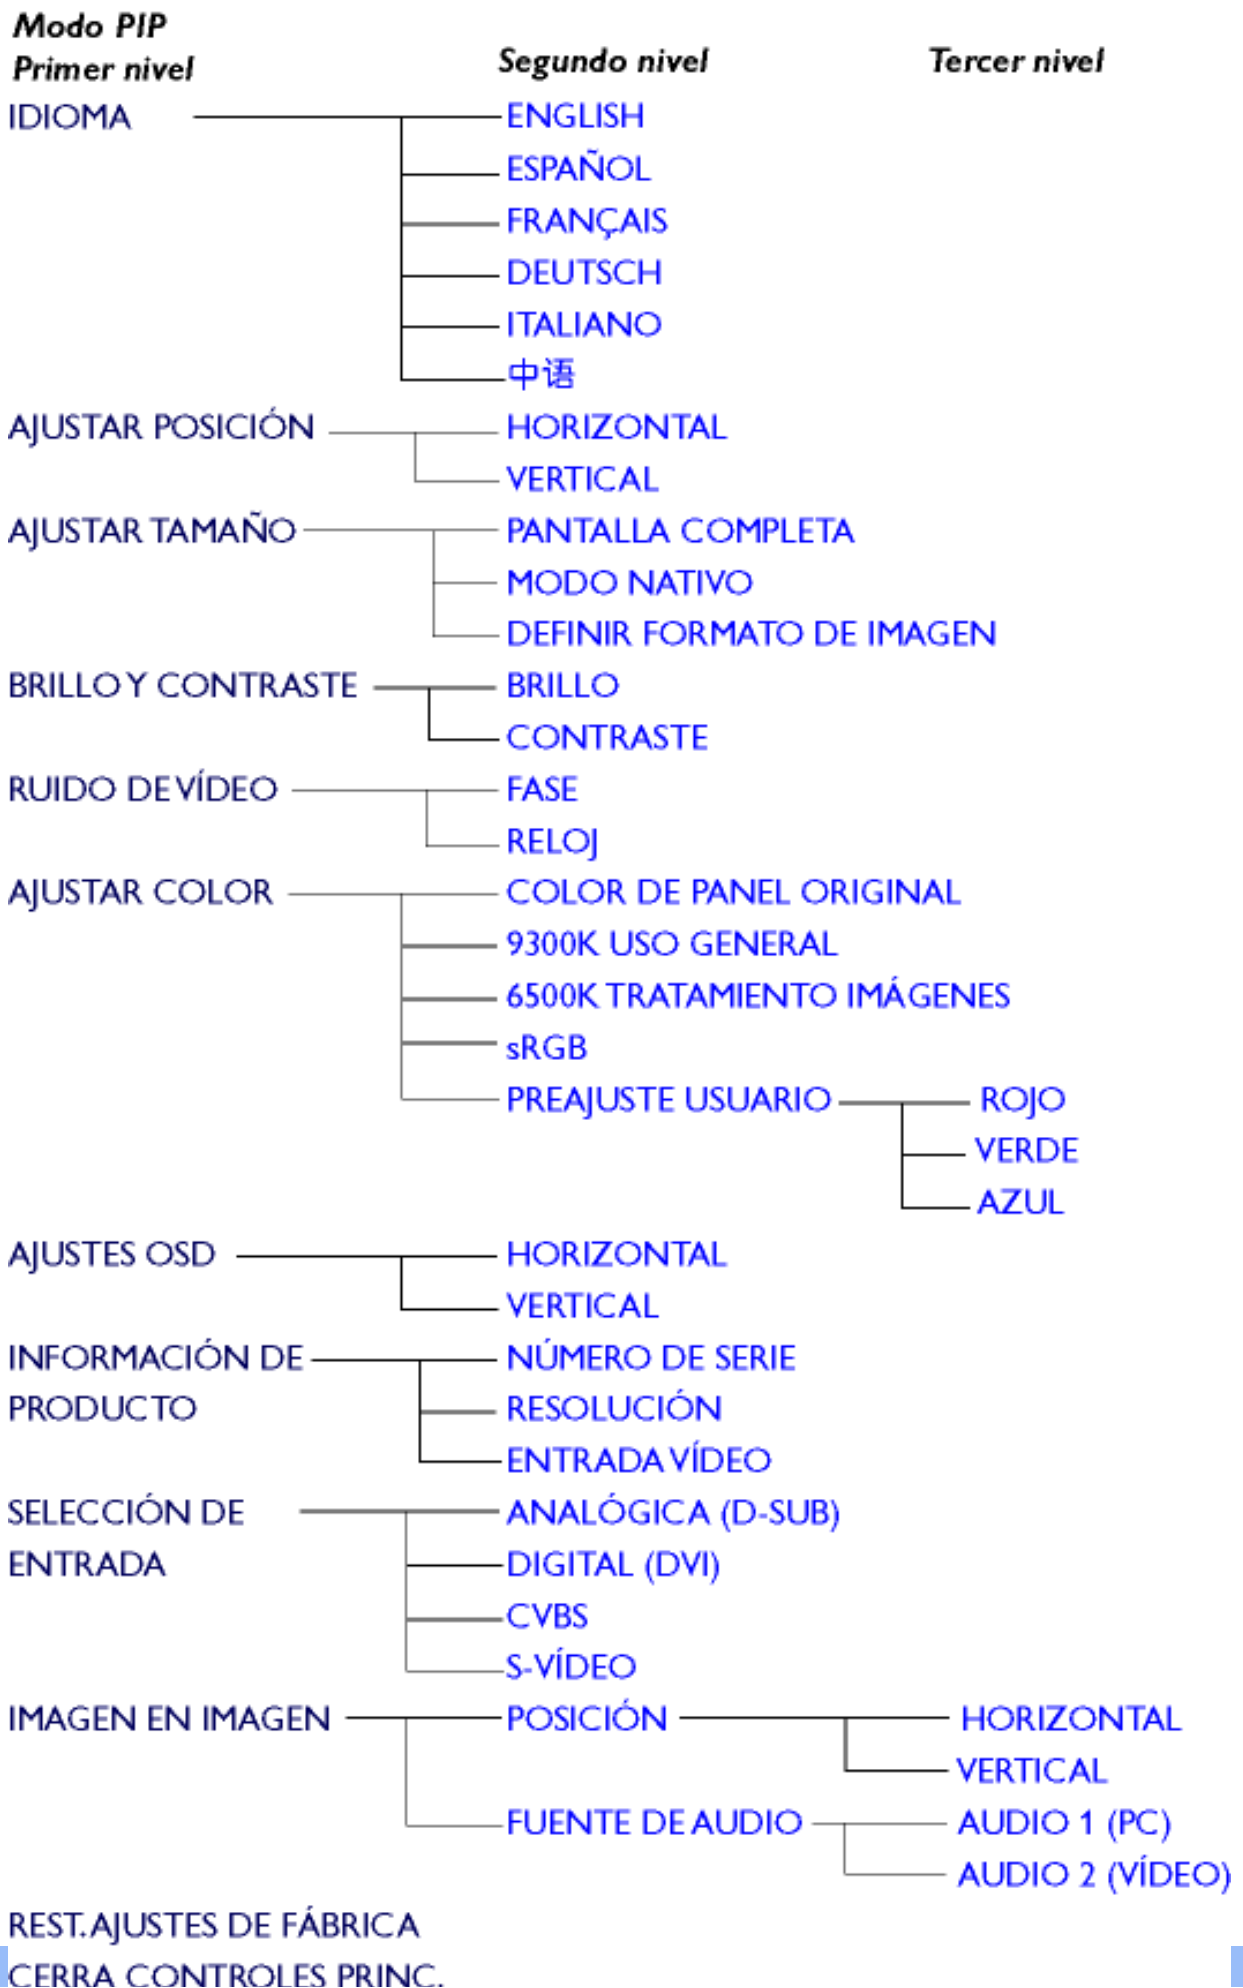 Modo PIP
Primer nivel Segundo nivel Tercer nivel
IDIOMA ENGLISH
ESPAÑOL
FRANÇAIS
DEUTSCH
ITALIANO
中语
AJUSTAR POSICIÓN HORIZONTAL
VERTICAL
AJUSTAR TAMAÑO PANTALLA COMPLETA
MODO NATIVO
DEFINIR FORMATO DE IMAGEN
BRILLO Y CONTRASTE BRILLO
CONTRASTE
RUIDO DE VÍDEO FASE
RELOJ
AJUSTAR COLOR COLOR DE PANEL ORIGINAL
9300K USO GENERAL
6500K TRATAMIENTO IMÁGENES
sRGB
PREAJUSTE USUARIO ROJO
VERDE
AZUL
AJUSTES OSD HORIZONTAL
VERTICAL
INFORMACIÓN DE NÚMERO DE SERIE
PRODUCTO RESOLUCIÓN
ENTRADA VÍDEO
SELECCIÓN DE ANALÓGICA (D-SUB)
ENTRADA DIGITAL (DVI)
CVBS
S-VÍDEO
IMAGEN EN IMAGEN POSICIÓN HORIZONTAL
VERTICAL
FUENTE DE AUDIO AUDIO 1 (PC)
AUDIO 2 (VÍDEO)
REST. AJUSTES DE FÁBRICA
CERRA CONTROLES PRINC.